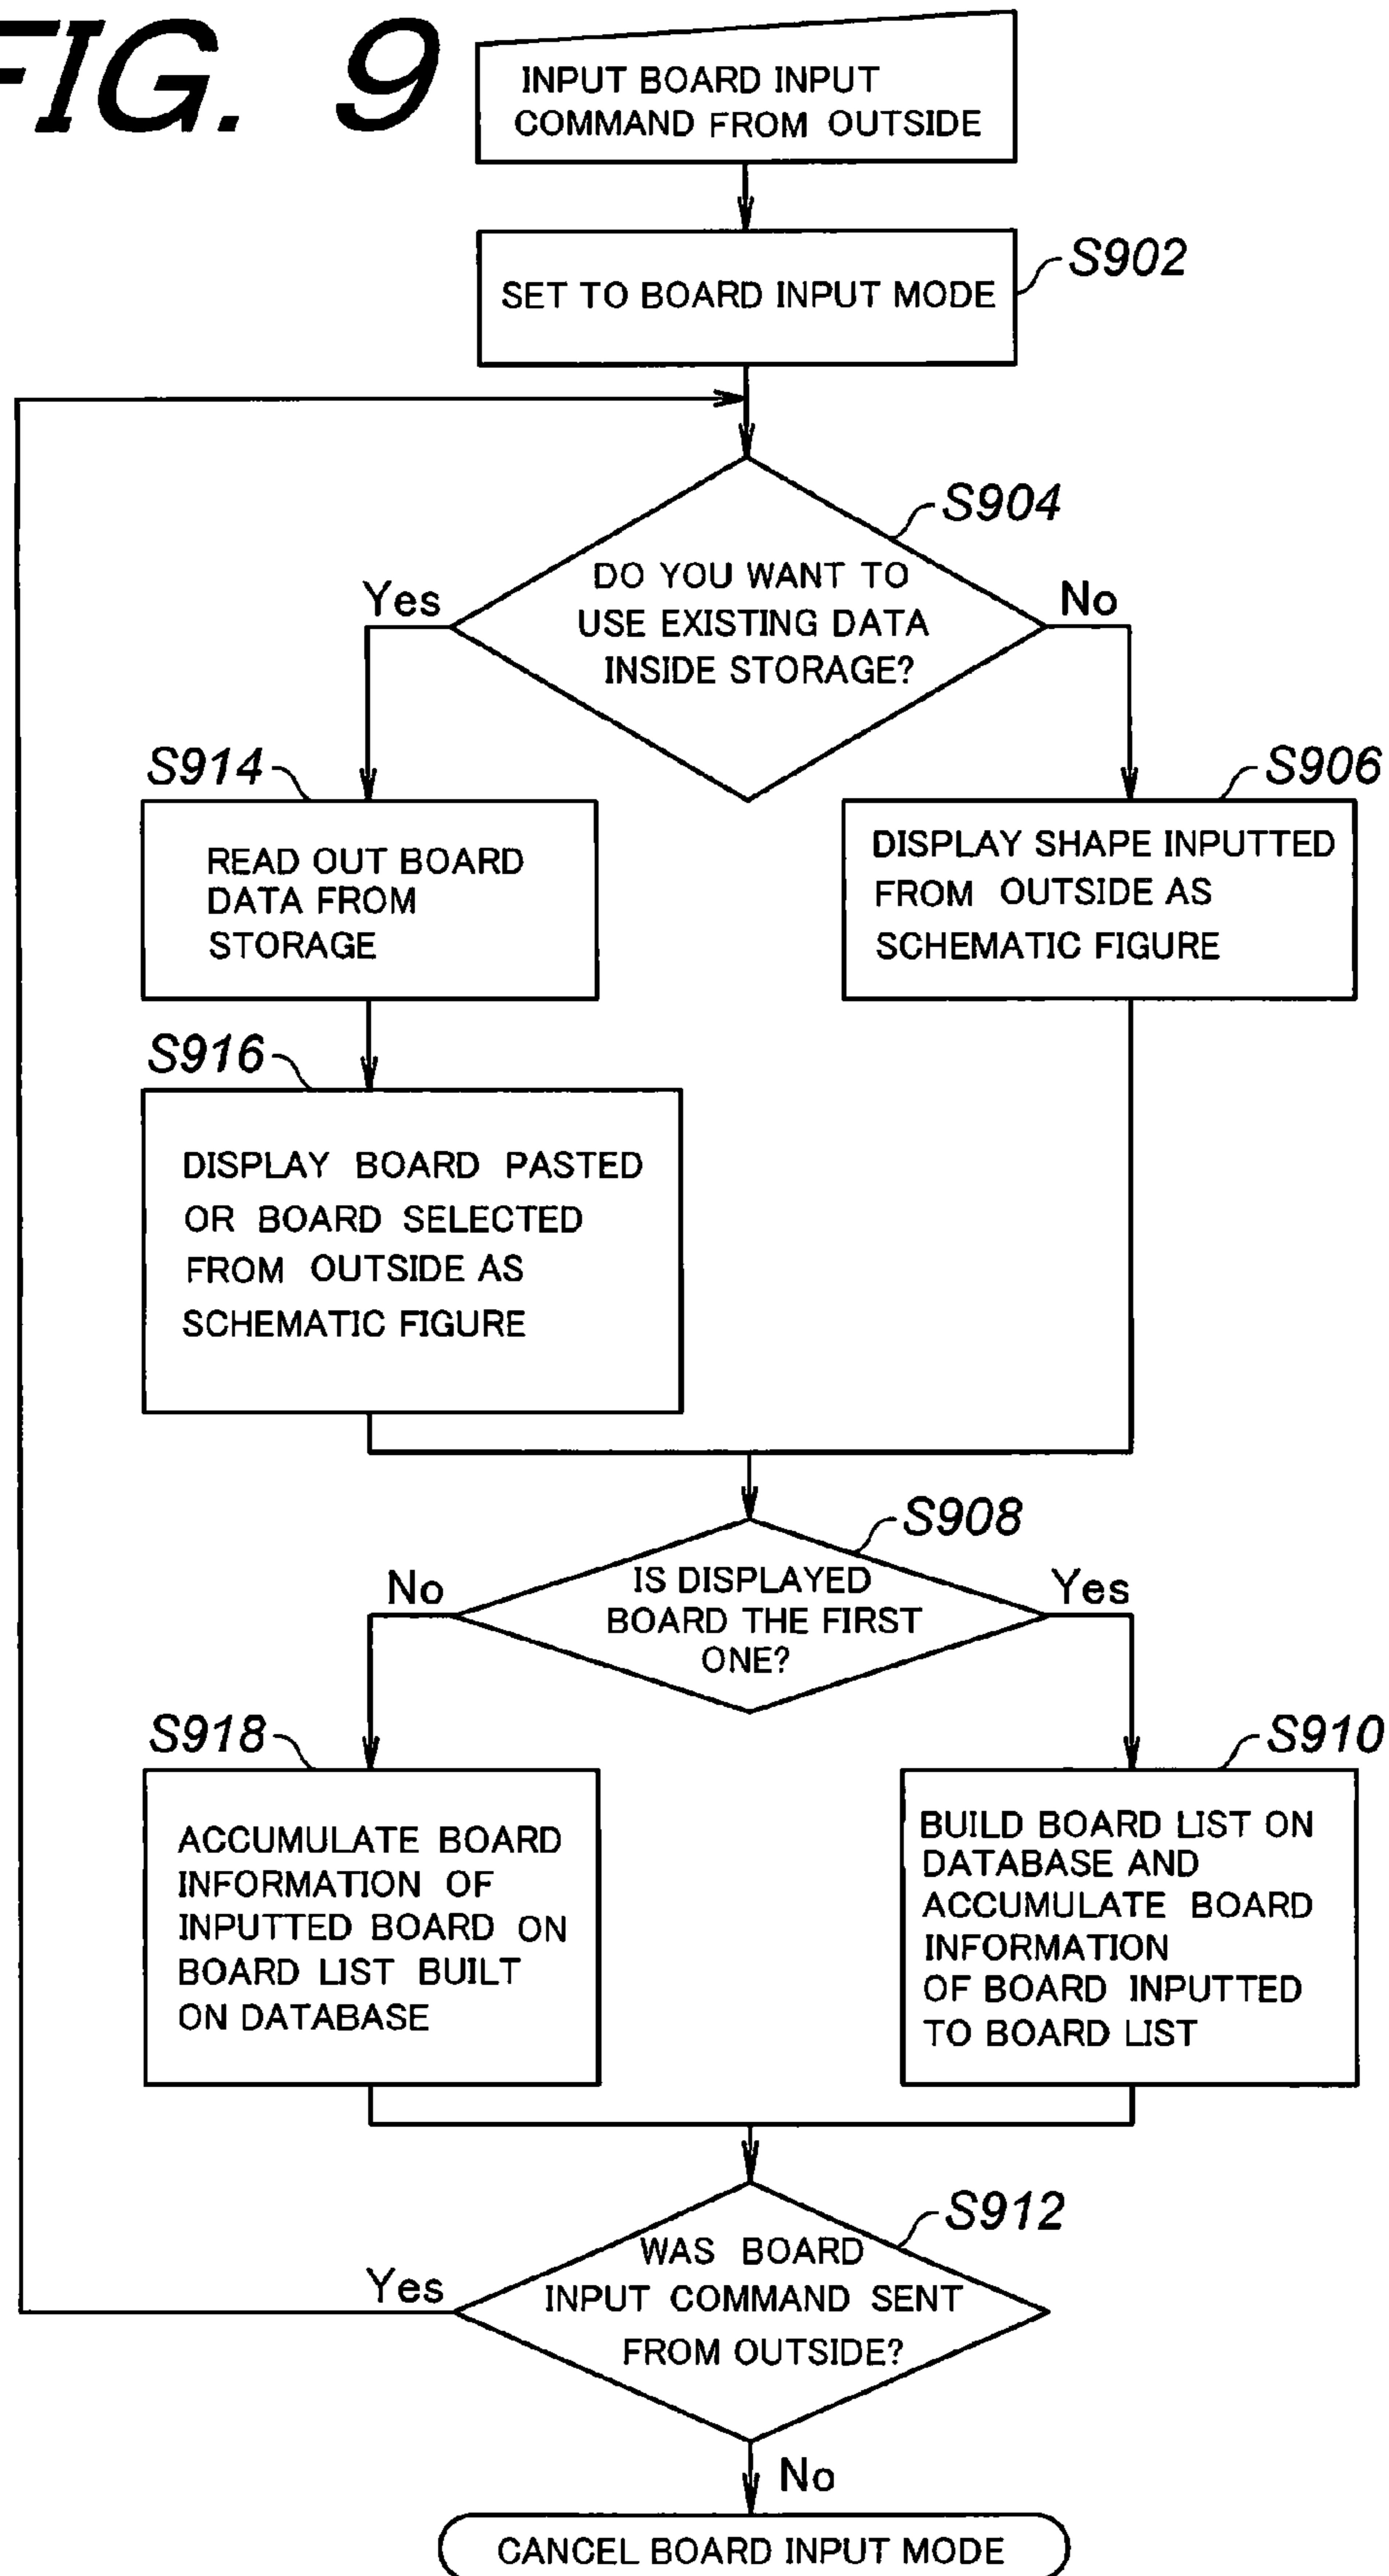 FIG. 9
INPUT BOARD INPUT
COMMAND FROM OUTSIDE
SET TO BOARD INPUT MODE
S902
S904
DO YOU WANT TO
USE EXISTING DATA
INSIDE STORAGE?
Yes
No
S914
READ OUT BOARD
DATA FROM
STORAGE
S906
DISPLAY SHAPE INPUTTED
FROM OUTSIDE AS
SCHEMATIC FIGURE
S916
DISPLAY BOARD PASTED
OR BOARD SELECTED
FROM OUTSIDE AS
SCHEMATIC FIGURE
S908
IS DISPLAYED
BOARD THE FIRST
ONE?
No
Yes
S918
ACCUMULATE BOARD
INFORMATION OF
INPUTTED BOARD ON
BOARD LIST BUILT
ON DATABASE
S910
BUILD BOARD LIST ON
DATABASE AND
ACCUMULATE BOARD
INFORMATION
OF BOARD INPUTTED
TO BOARD LIST
S912
WAS BOARD
INPUT COMMAND SENT
FROM OUTSIDE?
Yes
No
CANCEL BOARD INPUT MODE